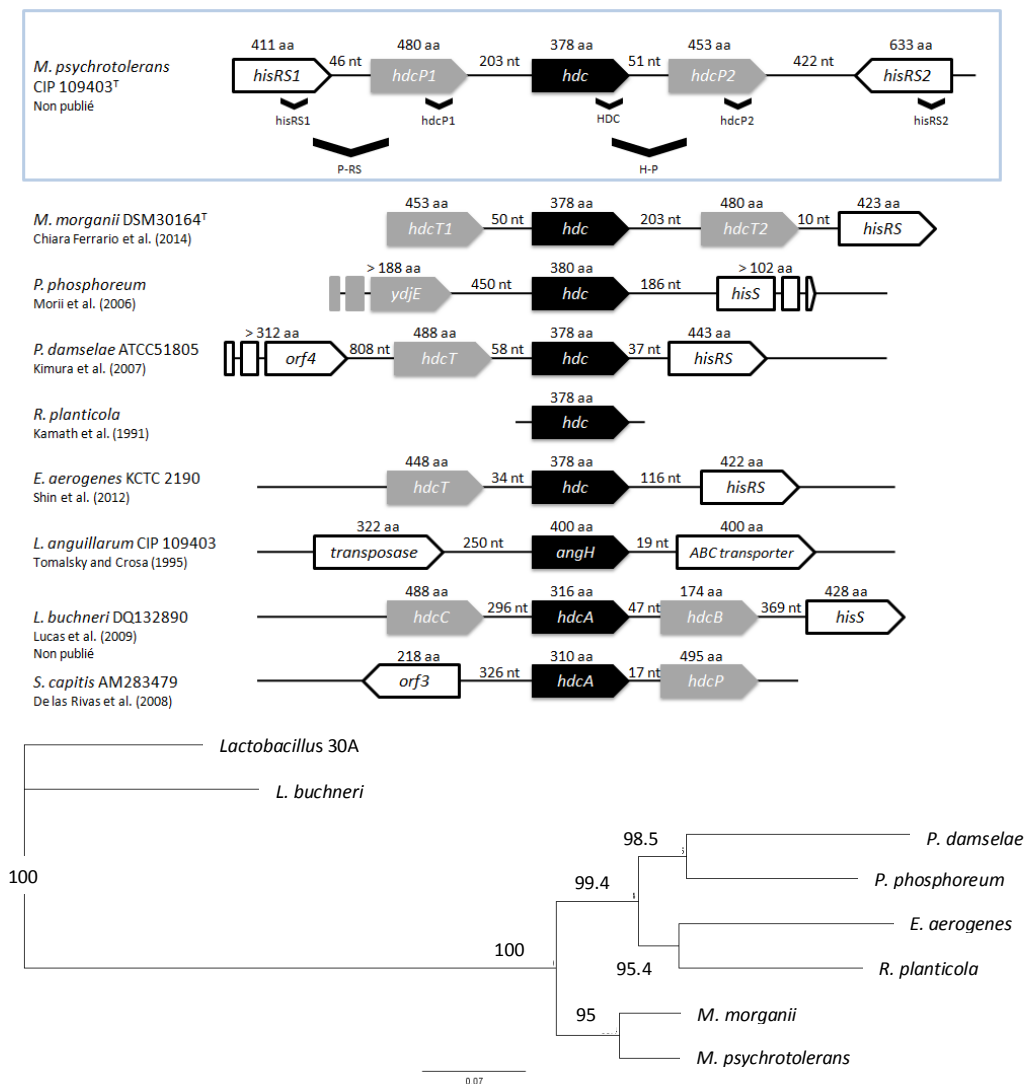 411 aa 480 aa 378 aa 453 aa 633 aa
M. psychrotolerans 46 nt 203 nt 51 nt 422 nt
CIP 109403T hisRS1 hdcP1 hdc hdcP2 hisRS2
Non publié
hisRS1 hdcP1 HDC hdcP2 hisRS2
P-RS H-P
453 aa 378 aa 480 aa 423 aa
M. morganii DSM30164T 50 nt 203 nt 10 nt
Chiara Ferrario et al. (2014) hdcT1 hdc hdcT2 hisRS
> 188 aa 380 aa > 102 aa
P. phosphoreum 450 nt 186 nt
Morii et al. (2006) ydjE hdc hisS
> 312 aa 488 aa 378 aa 443 aa
P. damselae ATCC51805 808 nt 58 nt 37 nt
Kimura et al. (2007) orf4 hdcT hdc hisRS
378 aa
R. planticola hdc
Kamath et al. (1991)
448 aa 378 aa 422 aa
E. aerogenes KCTC 2190 34 nt 116 nt
Shin et al. (2012) hdcT hdc hisRS
322 aa 400 aa 400 aa
L. anguillarum CIP 109403 250 nt 19 nt
Tomalsky and Crosa (1995) transposase angH ABC transporter
488 aa 316 aa 174 aa 428 aa
L. buchneri DQ132890 296 nt 47 nt 369 nt
Lucas et al. (2009) hdcC hdcA hdcB hisS
Non publié
218 aa 310 aa 495 aa
S. capitis AM283479 326 nt 17 nt
De las Rivas et al. (2008) orf3 hdcA hdcP
Lactobacillus 30A
L. buchneri
98.5 P. damselae
100 99.4 P. phosphoreum
E. aerogenes
100 95.4 R. planticola
95 M. morganii
M. psychrotolerans
0.07